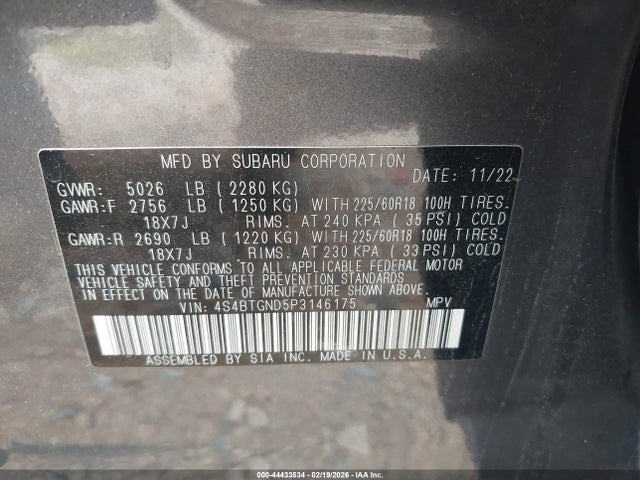 MFD BY SUBARU CORPORATION
DATE: 11/22
GVWR: 5026 LB (2280 KG)
GAWR:F 2756 LB (1250 KG) WITH 225/60R18 100H TIRES.
18X7J RIMS. AT 240 KPA (35 PSI) COLD
GAWR:R 2690 LB (1220 KG) WITH 225/60R18 100H TIRES.
18X7J RIMS. AT 230 KPA (33 PSI) COLD
THIS VEHICLE CONFORMS TO ALL APPLICABLE FEDERAL MOTOR
VEHICLE SAFETY AND THEFT PREVENTION STANDARDS
IN EFFECT ON THE DATE OF MANUFACTURE SHOWN ABOVE.
VIN: 4S4BTGND5P3146175 MPV
ASSEMBLED BY SIA INC. MADE IN U.S.A.
000-44433534 - 02/19/2026 - IAA Inc.